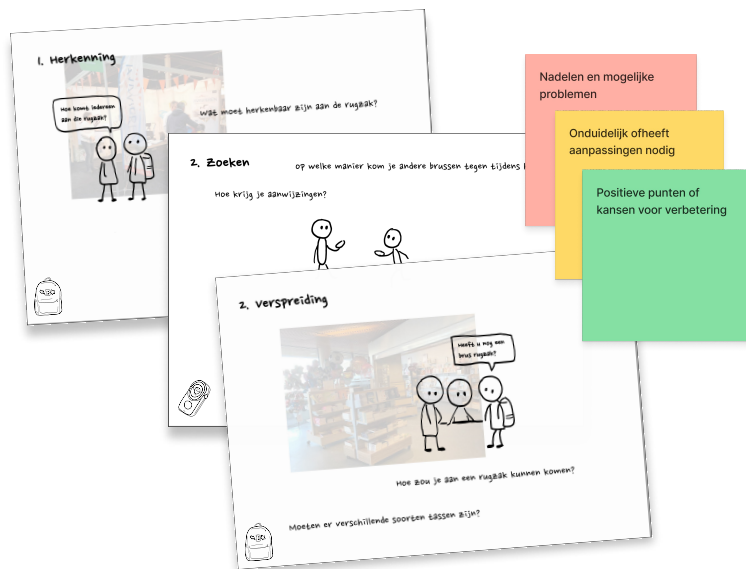 1. Herkenning
Hoe komt iedereen
aan die rugzak?
Wat moet herkenbaar zijn aan de rugzak?
2. Zoeken
op welke manier kom je andere brussen tegen tijdens
Hoe krijg je aanwijzingen?
2. Verspreiding
Heeft u nog een
brus rugzak?
Hoe zou je aan een rugzak kunnen komen?
Moeten er verschillende soorten tassen zijn?
Nadelen en mogelijke
problemen
Onduidelijk ofheeft
aanpassingen nodig
Positieve punten of
kansen voor verbetering